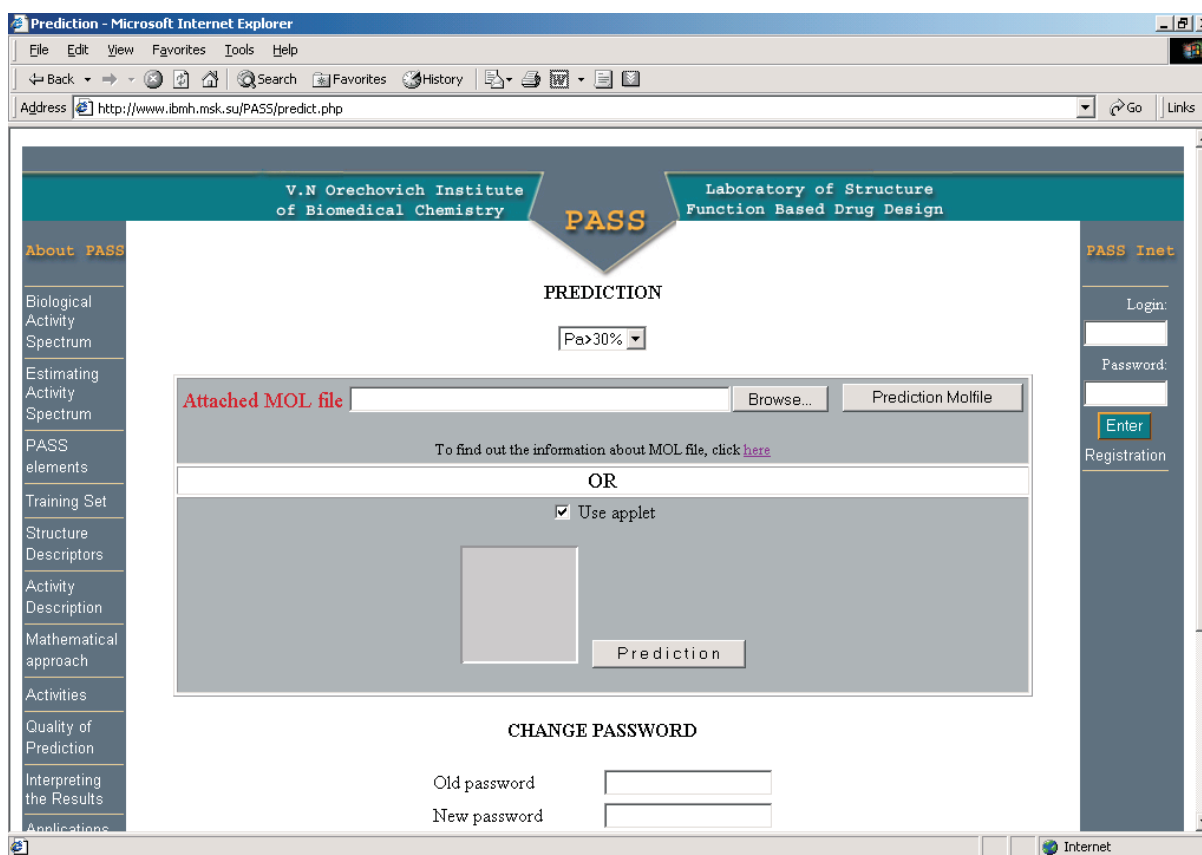 Prediction - Microsoft Internet Explorer
File Edit View Favorites Tools Help
Back Search Favorites History
Address http://www.ibmh.msk.su/PASS/predict.php Go Links
V.N Orechovich Institute
of Biomedical Chemistry
PASS
Laboratory of Structure
Function Based Drug Design
About PASS
Biological
Activity
Spectrum
Estimating
Activity
Spectrum
PASS
elements
Training Set
Structure
Descriptors
Activity
Description
Mathematical
approach
Activities
Quality of
Prediction
Interpreting
the Results
Applications
PREDICTION
Pa>30%
Attached MOL file Browse... Prediction Molfile
To find out the information about MOL file, click here
OR
Use applet
Prediction
CHANGE PASSWORD
Old password
New password
PASS Inet
Login:
Password:
Enter
Registration
Internet